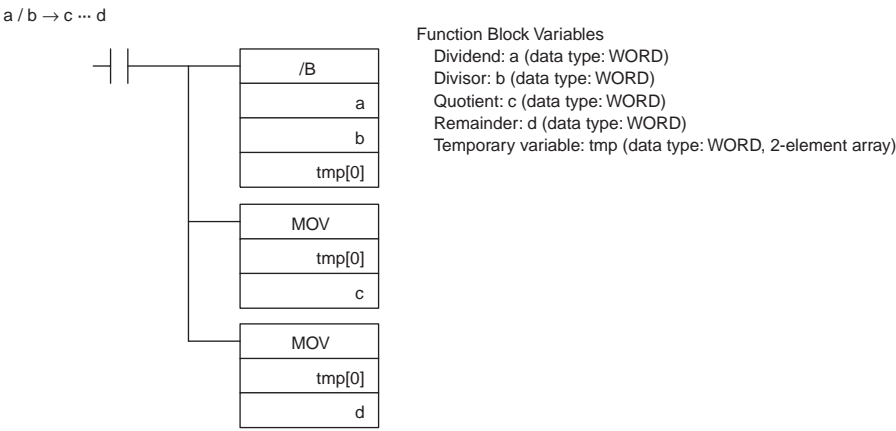 a / b → c ··· d
Function Block Variables
Dividend: a (data type: WORD)
Divisor: b (data type: WORD)
Quotient: c (data type: WORD)
Remainder: d (data type: WORD)
Temporary variable: tmp (data type: WORD, 2-element array)
/B
a
b
tmp[0]
MOV
tmp[0]
c
MOV
tmp[0]
d